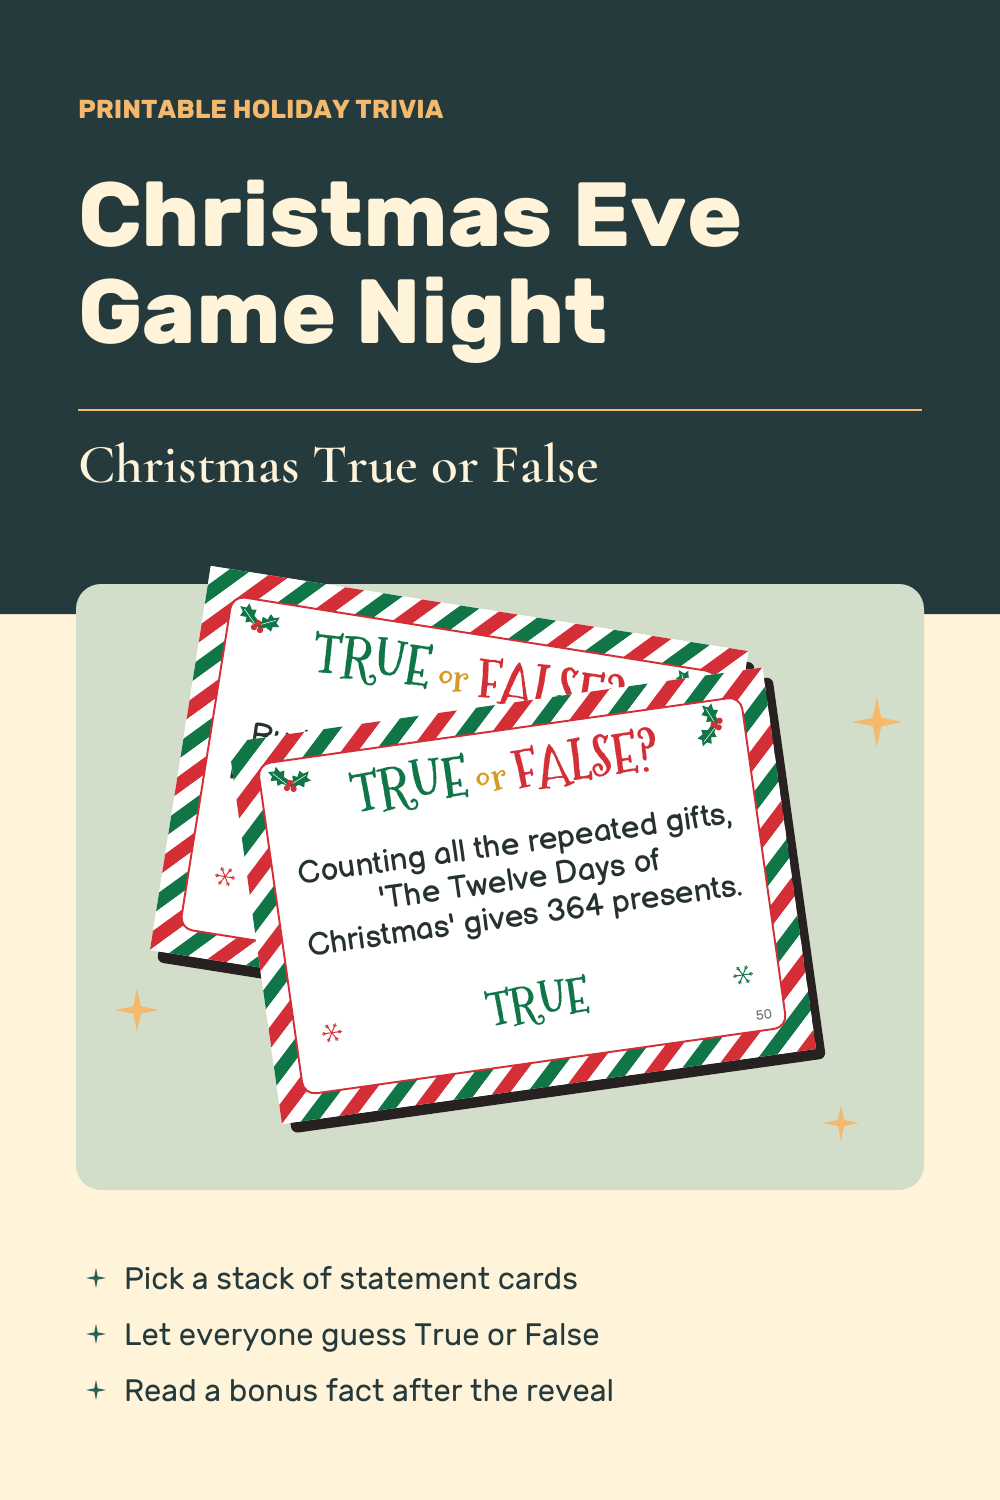 PRINTABLE HOLIDAY TRIVIA
Christmas Eve
Game Night
Christmas True or False
TRUE or FALSE?
TRUE or FALSE?
Counting all the repeated gifts,
'The Twelve Days of
Christmas' gives 364 presents.
TRUE
50
Pick a stack of statement cards
Let everyone guess True or False
Read a bonus fact after the reveal